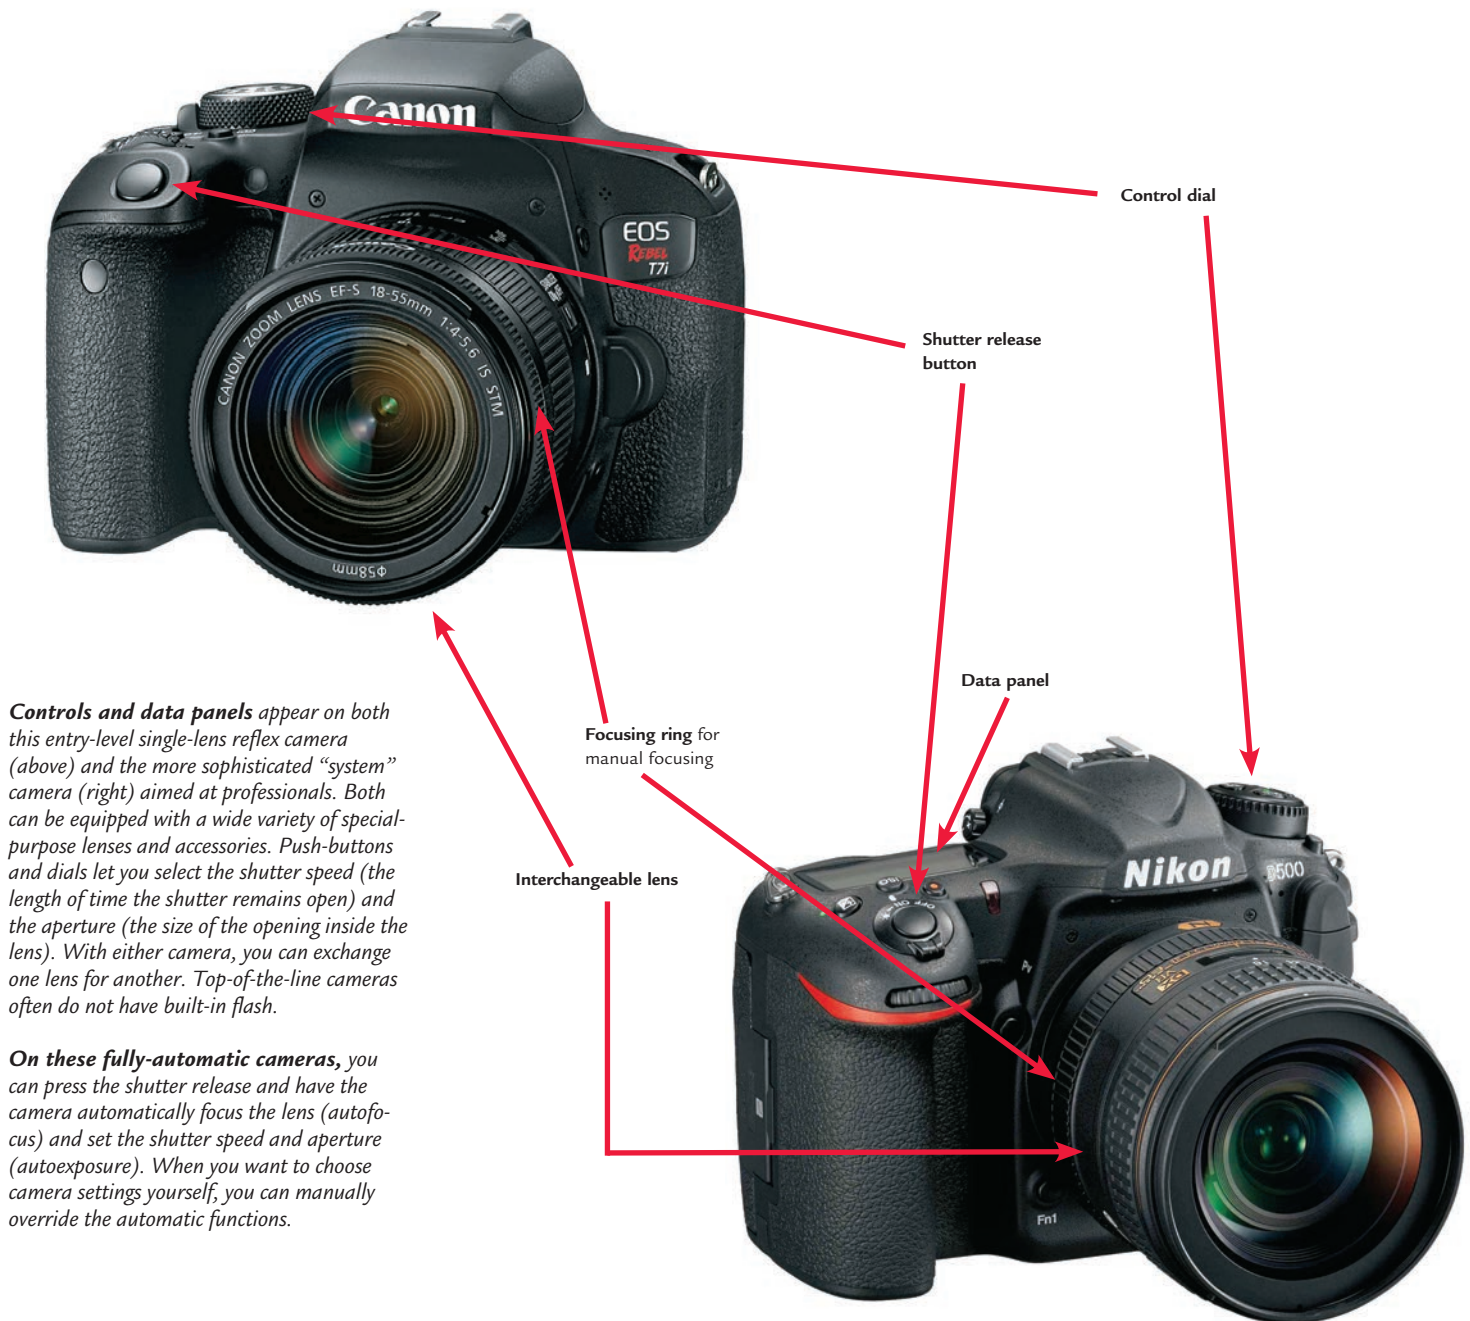 Canon
EOS
REBEL
T7i
CANON ZOOM LENS EF-S 18-55mm 1:4-5.6 IS STM
Φ58mm
Control dial
Shutter release
button
Data panel
Focusing ring for
manual focusing
Interchangeable lens
Nikon
D500
Fn1
Controls and data panels appear on both
this entry-level single-lens reflex camera
(above) and the more sophisticated “system”
camera (right) aimed at professionals. Both
can be equipped with a wide variety of special-
purpose lenses and accessories. Push-buttons
and dials let you select the shutter speed (the
length of time the shutter remains open) and
the aperture (the size of the opening inside the
lens). With either camera, you can exchange
one lens for another. Top-of-the-line cameras
often do not have built-in flash.
On these fully-automatic cameras, you
can press the shutter release and have the
camera automatically focus the lens (autofo-
cus) and set the shutter speed and aperture
(autoexposure). When you want to choose
camera settings yourself, you can manually
override the automatic functions.